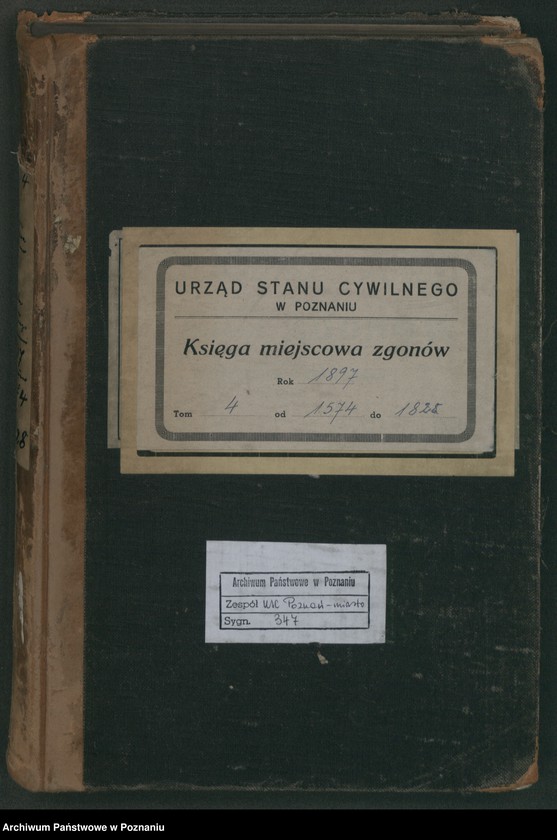 URZĄD STANU CYWILNEGO
W POZNANIU
Księga miejscowa zgonów
Rok 1897
Tom 4 od 1574 do 1825
Archiwum Państwowe w Poznaniu
Zespół USC Poznań-miasto
Sygn. 347
Archiwum Państwowe w Poznaniu